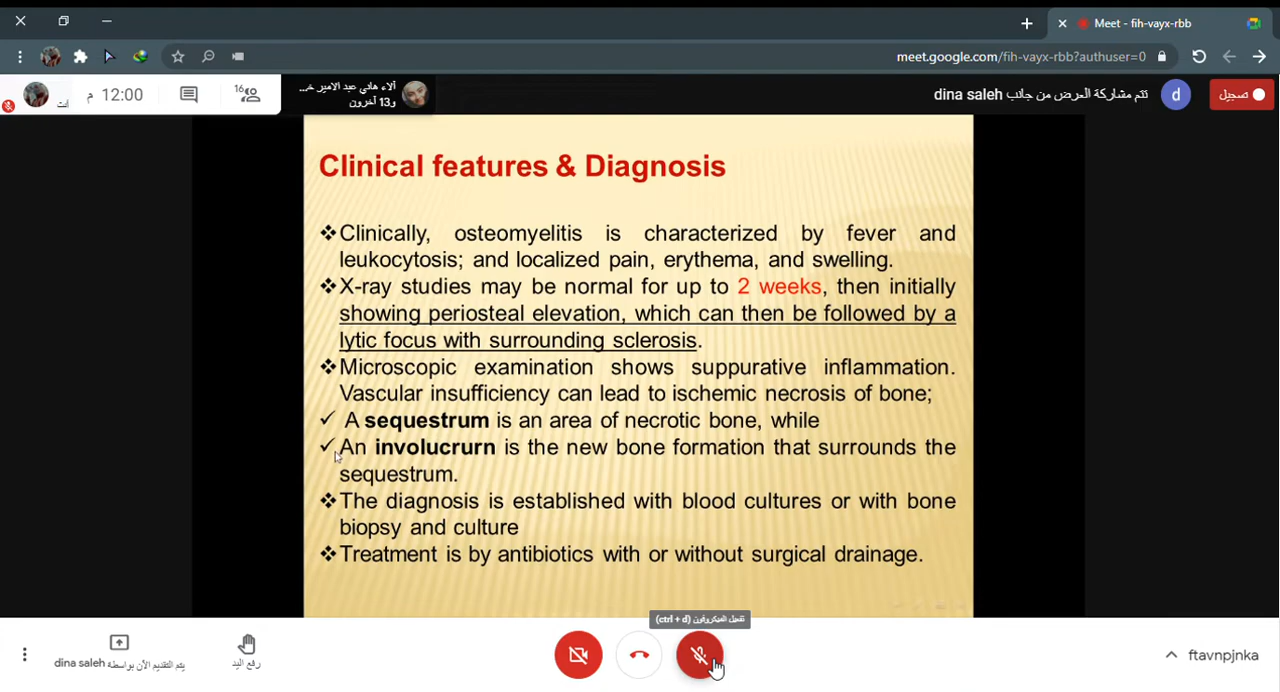 Meet - fih-vayx-rbb
meet.google.com/fih-vayx-rbb?authuser=0
تسجيل
d
تتم مشاركة العرض من جانب dina saleh
آلاء هاني عبد الامير خ...
و13 آخرون
16
12:00 م
انت
Clinical features & Diagnosis
❖Clinically, osteomyelitis is characterized by fever and
leukocytosis; and localized pain, erythema, and swelling.
❖X-ray studies may be normal for up to 2 weeks, then initially
showing periosteal elevation, which can then be followed by a
lytic focus with surrounding sclerosis.
❖Microscopic examination shows suppurative inflammation.
Vascular insufficiency can lead to ischemic necrosis of bone;
✓ A sequestrum is an area of necrotic bone, while
✓ An involucrurn is the new bone formation that surrounds the
sequestrum.
❖The diagnosis is established with blood cultures or with bone
biopsy and culture
❖Treatment is by antibiotics with or without surgical drainage.
تفعيل الميكروفون (ctrl + d)
ftavnpjnka
رفع اليد
يتم التقديم الآن بواسطة dina saleh